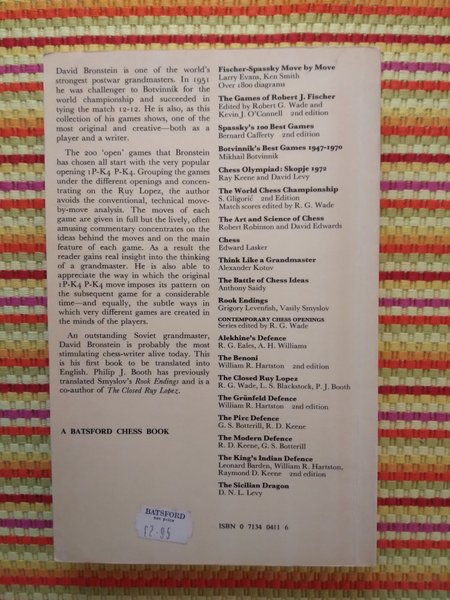 David Bronstein is one of the world's
strongest postwar grandmasters. In 1951
he was challenger to Botvinnik for the
world championship and succeeded in
tying the match 12-12. He is also, as this
collection of his games shows, one of the
most original and creative—both as a
player and a writer.
The 200 'open' games that Bronstein
has chosen all start with the very popular
opening 1P-K4 P-K4. Grouping the games
under the different openings and concen-
trating on the Ruy Lopez, the author
avoids the conventional, technical move-
by-move analysis. The moves of each
game are given in full but the lively, often
amusing commentary concentrates on the
ideas behind the moves and on the main
feature of each game. As a result the
reader gains real insight into the thinking
of a grandmaster. He is also able to
appreciate the way in which the original
1P-K4 P-K4 move imposes its pattern on
the subsequent game for a considerable
time—and equally, the subtle ways in
which very different games are created in
the minds of the players.
An outstanding Soviet grandmaster,
David Bronstein is probably the most
stimulating chess-writer alive today. This
is his first book to be translated into
English. Philip J. Booth has previously
translated Smyslov's Rook Endings and is a
co-author of The Closed Ruy Lopez.
A BATSFORD CHESS BOOK
BATSFORD
net price
£2.95
Fischer-Spassky Move by Move
Larry Evans, Ken Smith
Over 1800 diagrams
The Games of Robert J. Fischer
Edited by Robert G. Wade and
Kevin J. O'Connell 2nd edition
Spassky's 100 Best Games
Bernard Cafferty 2nd edition
Botvinnik's Best Games 1947-1970
Mikhail Botvinnik
Chess Olympiad: Skopje 1972
Ray Keene and David Levy
The World Chess Championship
S. Gligorić 2nd Edition
Match scores edited by R. G. Wade
The Art and Science of Chess
Robert Robinson and David Edwards
Chess
Edward Lasker
Think Like a Grandmaster
Alexander Kotov
The Battle of Chess Ideas
Anthony Saidy
Rook Endings
Grigory Levenfish, Vasily Smyslov
CONTEMPORARY CHESS OPENINGS
Series edited by R. G. Wade
Alekhine's Defence
R. G. Eales, A. H. Williams
The Benoni
William R. Hartston 2nd edition
The Closed Ruy Lopez
R. G. Wade, L. S. Blackstock, P. J. Booth
The Grünfeld Defence
William R. Hartston 2nd edition
The Pirc Defence
G. S. Botterill, R. D. Keene
The Modern Defence
R. D. Keene, G. S. Botterill
The King's Indian Defence
Leonard Barden, William R. Hartston,
Raymond D. Keene 2nd edition
The Sicilian Dragon
D. N. L. Levy
ISBN 0 7134 0411 6